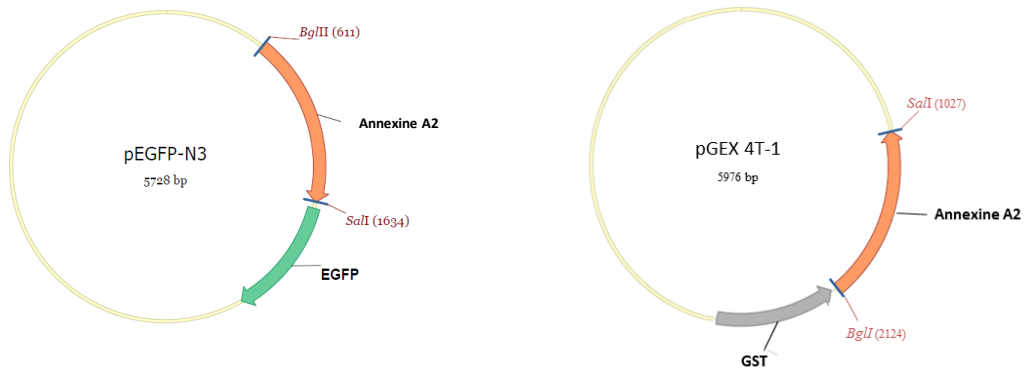 BglII (611)
Annexine A2
pEGFP-N3
5728 bp
SalI (1634)
EGFP
SalI (1027)
pGEX 4T-1
5976 bp
Annexine A2
BglI (2124)
GST